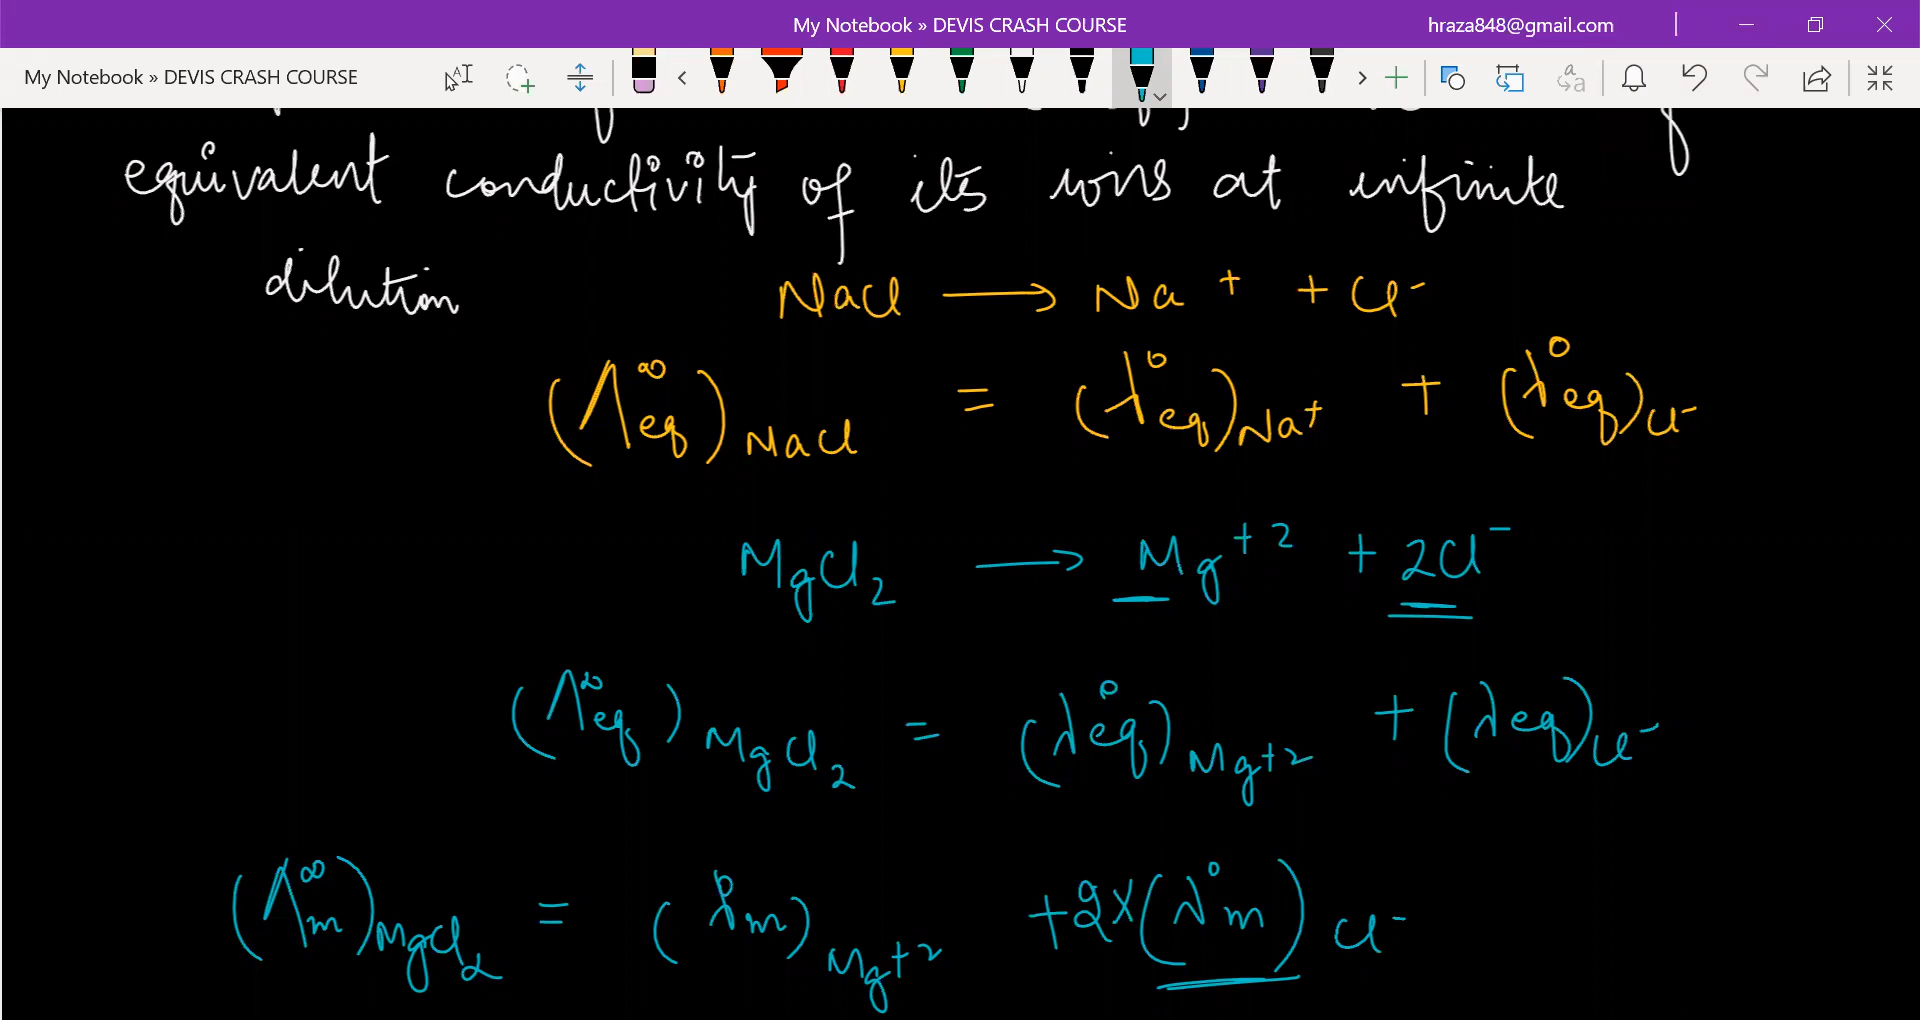 My Notebook » DEVIS CRASH COURSE
hraza848@gmail.com
My Notebook » DEVIS CRASH COURSE
equivalent conductivity of its ions at infinite
dilution
NaCl ⟶ Na⁺ + Cl⁻
(Λ∞eq)NaCl = (λ°eq)Na⁺ + (λ°eq)Cl⁻
MgCl₂ ⟶ Mg⁺² + 2Cl⁻
(Λ∞eq)MgCl₂ = (λ°eq)Mg⁺² + (λeq)Cl⁻
(Λ∞m)MgCl₂ = (λ°m)Mg⁺² + 2×(λ°m)Cl⁻